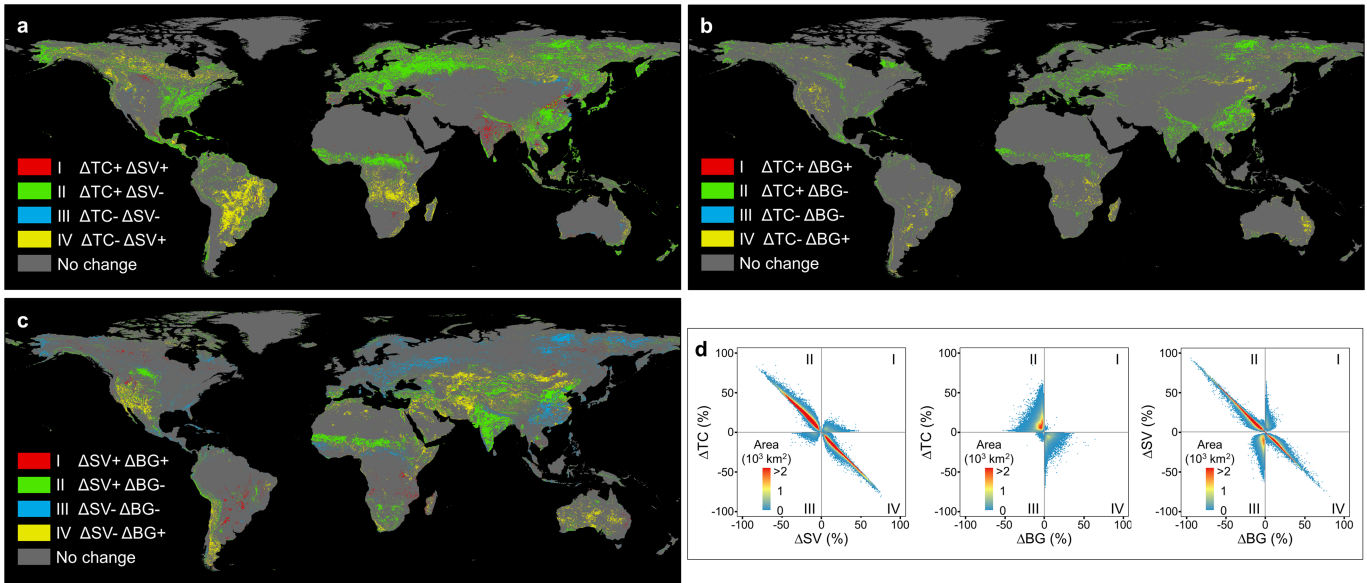 a
I ΔTC+ ΔSV+
II ΔTC+ ΔSV-
III ΔTC- ΔSV-
IV ΔTC- ΔSV+
No change
b
I ΔTC+ ΔBG+
II ΔTC+ ΔBG-
III ΔTC- ΔBG-
IV ΔTC- ΔBG+
No change
c
I ΔSV+ ΔBG+
II ΔSV+ ΔBG-
III ΔSV- ΔBG-
IV ΔSV- ΔBG+
No change
d
II I
III IV
100
50
0
-50
-100
ΔTC (%)
Area
(10³ km²)
>2
1
0
-100 -50 0 50 100
ΔSV (%)
II I
III IV
100
50
0
-50
-100
ΔTC (%)
Area
(10³ km²)
>2
1
0
-100 -50 0 50 100
ΔBG (%)
II I
III IV
100
50
0
-50
-100
ΔSV (%)
Area
(10³ km²)
>2
1
0
-100 -50 0 50 100
ΔBG (%)